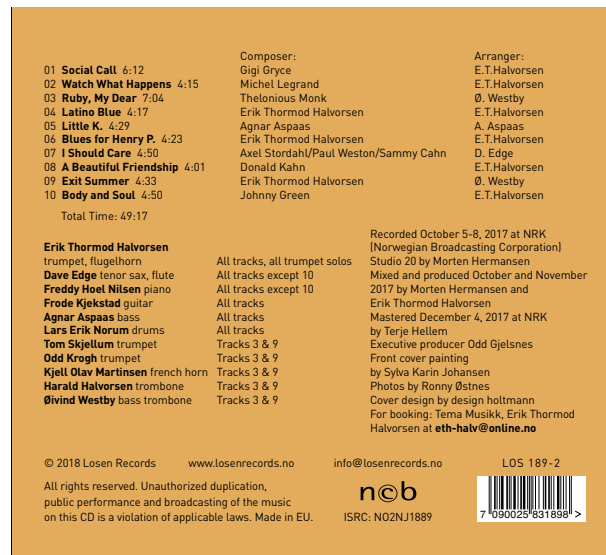 Composer: Arranger:
01 Social Call 6:12 Gigi Gryce E.T.Halvorsen
02 Watch What Happens 4:15 Michel Legrand E.T.Halvorsen
03 Ruby, My Dear 7:04 Thelonious Monk Ø. Westby
04 Latino Blue 4:17 Erik Thormod Halvorsen E.T.Halvorsen
05 Little K. 4:29 Agnar Aspaas A. Aspaas
06 Blues for Henry P. 4:23 Erik Thormod Halvorsen E.T.Halvorsen
07 I Should Care 4:50 Axel Stordahl/Paul Weston/Sammy Cahn D. Edge
08 A Beautiful Friendship 4:01 Donald Kahn E.T.Halvorsen
09 Exit Summer 4:33 Erik Thormod Halvorsen Ø. Westby
10 Body and Soul 4:50 Johnny Green E.T.Halvorsen
Total Time: 49:17
Erik Thormod Halvorsen
trumpet, flugelhorn All tracks, all trumpet solos
Dave Edge tenor sax, flute All tracks except 10
Freddy Hoel Nilsen piano All tracks except 10
Frode Kjekstad guitar All tracks
Agnar Aspaas bass All tracks
Lars Erik Norum drums All tracks
Tom Skjellum trumpet Tracks 3 & 9
Odd Krogh trumpet Tracks 3 & 9
Kjell Olav Martinsen french horn Tracks 3 & 9
Harald Halvorsen trombone Tracks 3 & 9
Øivind Westby bass trombone Tracks 3 & 9
Recorded October 5-8, 2017 at NRK
(Norwegian Broadcasting Corporation)
Studio 20 by Morten Hermansen
Mixed and produced October and November
2017 by Morten Hermansen and
Erik Thormod Halvorsen
Mastered December 4, 2017 at NRK
by Terje Hellem
Executive producer Odd Gjelsnes
Front cover painting
by Sylva Karin Johansen
Photos by Ronny Østnes
Cover design by design holtmann
For booking: Tema Musikk, Erik Thormod
Halvorsen at eth-halv@online.no
© 2018 Losen Records www.losenrecords.no info@losenrecords.no LOS 189-2
All rights reserved. Unauthorized duplication,
public performance and broadcasting of the music
on this CD is a violation of applicable laws. Made in EU.
n©b
ISRC: NO2NJ1889
7 090025 831898 >